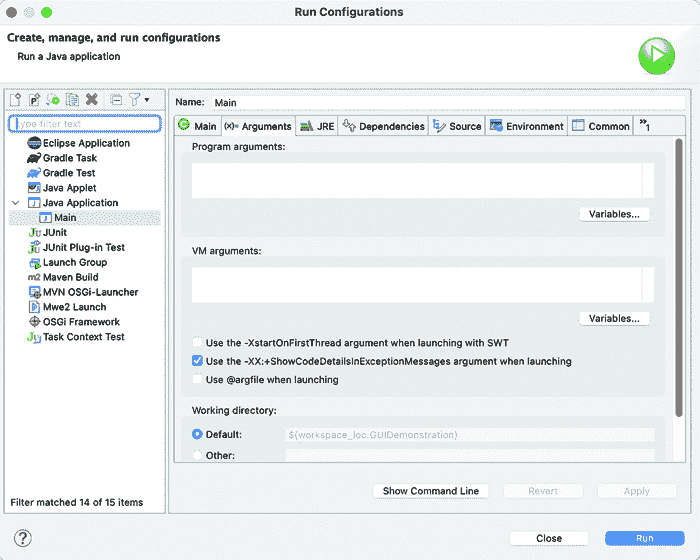 Run Configurations
Create, manage, and run configurations
Run a Java application
type filter text
Eclipse Application
Gradle Task
Gradle Test
Java Applet
Java Application
Main
JUnit
JUnit Plug-in Test
Launch Group
m2 Maven Build
MVN OSGi-Launcher
Mwe2 Launch
OSGi Framework
Task Context Test
Filter matched 14 of 15 items
Name: Main
Main (x)= Arguments JRE Dependencies Source Environment Common »1
Program arguments:
Variables...
VM arguments:
Variables...
Use the -XstartOnFirstThread argument when launching with SWT
Use the -XX:+ShowCodeDetailsInExceptionMessages argument when launching
Use @argfile when launching
Working directory:
Default: ${workspace_loc:GUIDemonstration}
Other:
Show Command Line Revert Apply
? Close Run